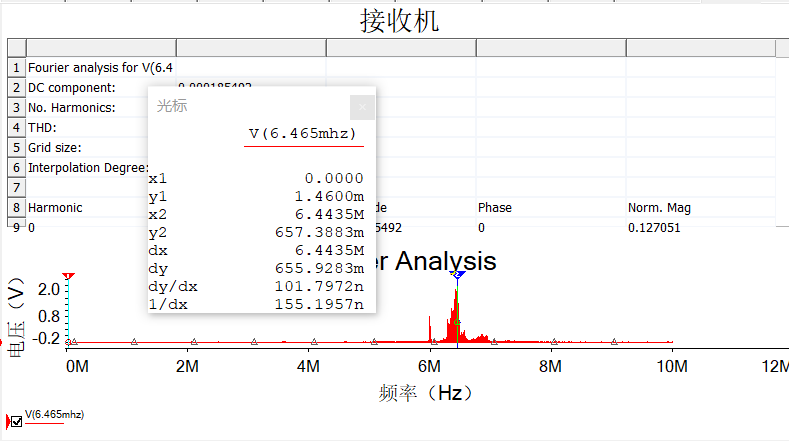 接收机
1 Fourier analysis for V(6.4
2 DC component:
3 No. Harmonics:
4 THD:
5 Grid size:
6 Interpolation Degree:
7
8 Harmonic de Phase Norm. Mag
9 0 5492 0 0.127051
光标
V(6.465mhz)
x1 0.0000
y1 1.4600m
x2 6.4435M
y2 657.3883m
dx 6.4435M
dy 655.9283m
dy/dx 101.7972n
1/dx 155.1957n
er Analysis
电压（V）
2.0
0.8
-0.2
0M 2M 4M 6M 8M 10M 12M
频率（Hz）
V(6.465mhz)